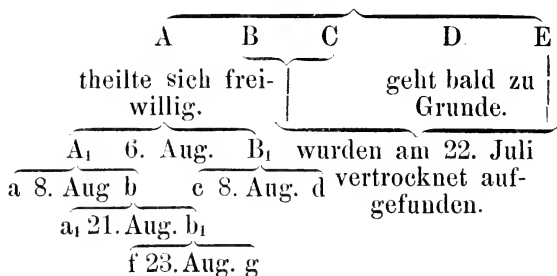 A B C D E
theilte sich frei- geht bald zu
willig. Grunde.
A₁ 6. Aug. B₁ wurden am 22. Juli
a 8. Aug b c 8. Aug. d vertrocknet auf-
gefunden.
a₁ 21. Aug. b₁
f 23. Aug. g